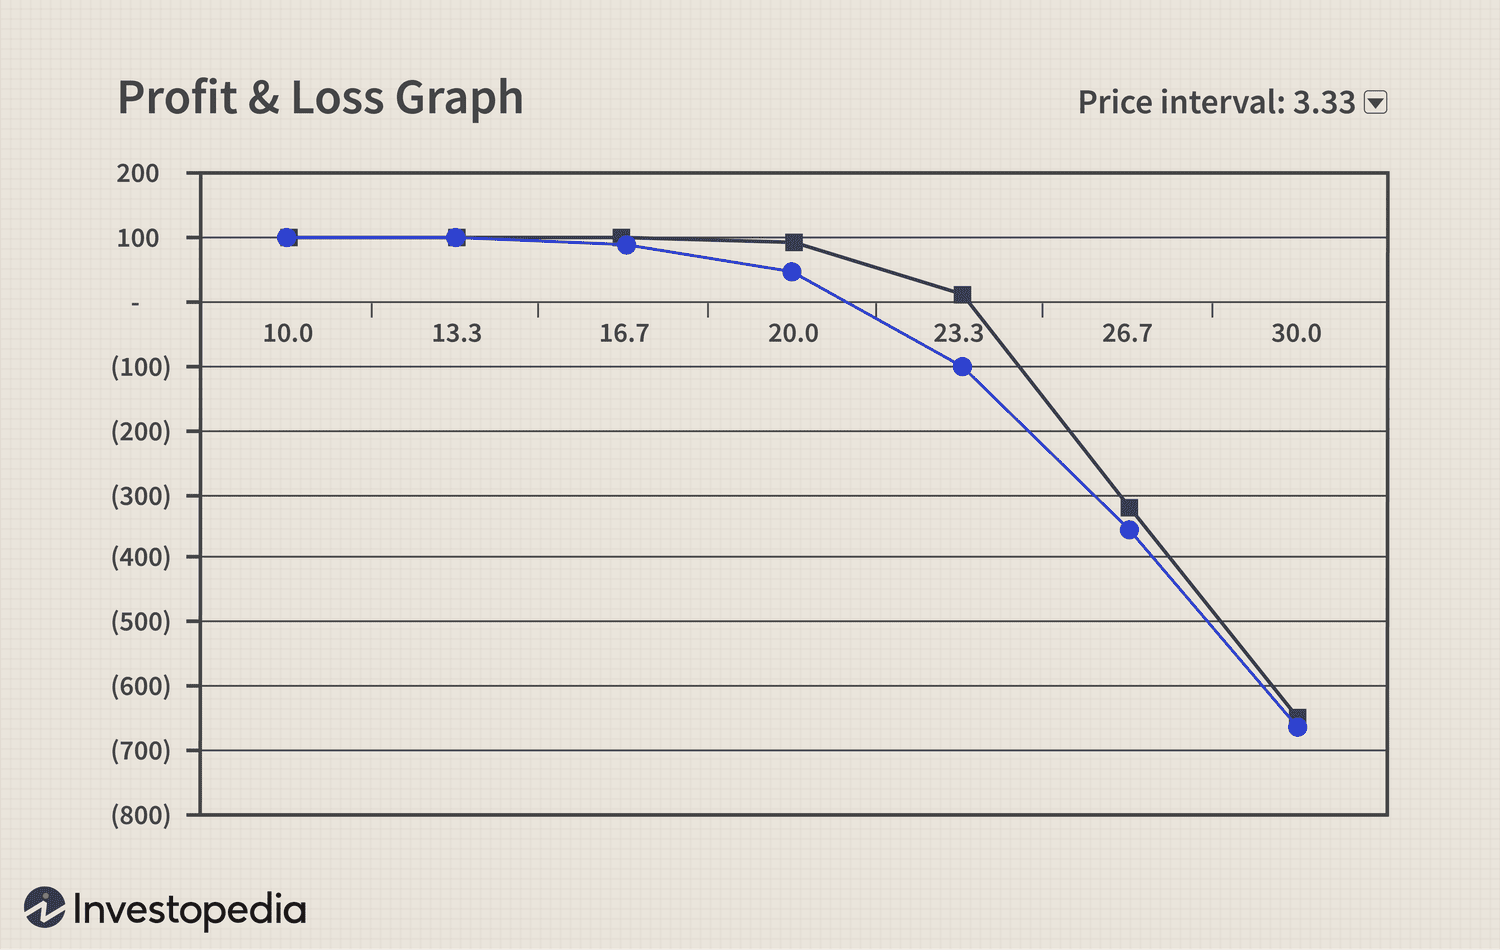 Profit & Loss Graph
Price interval: 3.33
200
100
-
10.0 13.3 16.7 20.0 23.3 26.7 30.0
(100)
(200)
(300)
(400)
(500)
(600)
(700)
(800)
Investopedia